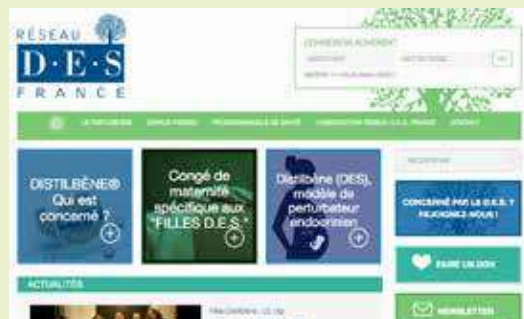 RÉSEAU
D·E·S
FRANCE
CONNEXION ADHÉRENT
DISTILBÈNE®
Qui est
concerné ?
Congé de
maternité
spécifique aux
"FILLES D.E.S."
Distilbène (DES),
modèle de
perturbateur
endocrinien
CONCERNÉ PAR LE D.E.S. ?
REJOIGNEZ-NOUS !
FAIRE UN DON
ACTUALITÉS
NEWSLETTER